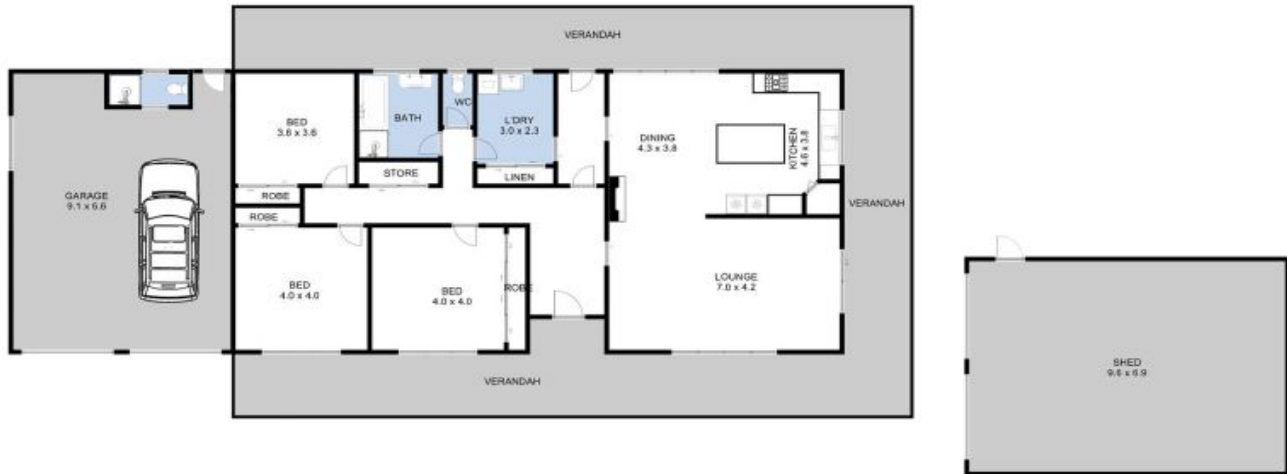 VERANDAH
BED
3.6 x 3.6
BATH
WC
L'DRY
3.0 x 2.3
DINING
4.3 x 3.8
KITCHEN
4.6 x 3.8
STORE
LINEN
GARAGE
9.1 x 6.6
ROBE
ROBE
VERANDAH
BED
4.0 x 4.0
BED
4.0 x 4.0
ROBE
LOUNGE
7.0 x 4.2
VERANDAH
SHED
9.6 x 6.9